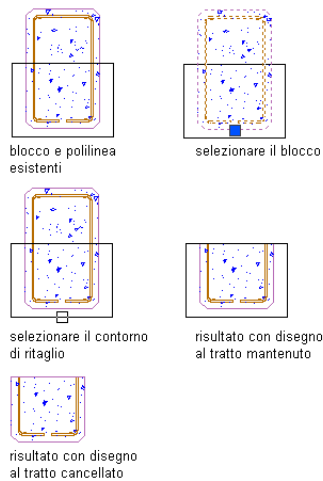 blocco e polilinea
esistenti
selezionare il blocco
selezionare il contorno
di ritaglio
risultato con disegno
al tratto mantenuto
risultato con disegno
al tratto cancellato